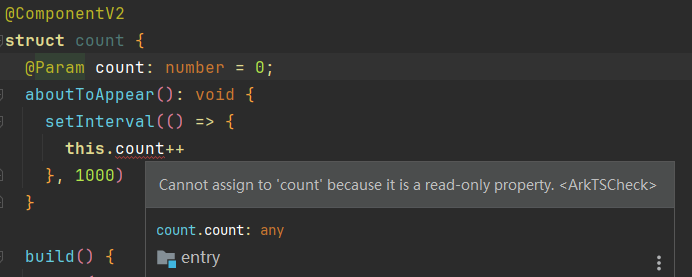 @ComponentV2
struct count {
@Param count: number = 0;
aboutToAppear(): void {
setInterval(() => {
this.count++
}, 1000)
Cannot assign to 'count' because it is a read-only property. <ArkTSCheck>
}
count.count: any
build() {
entry